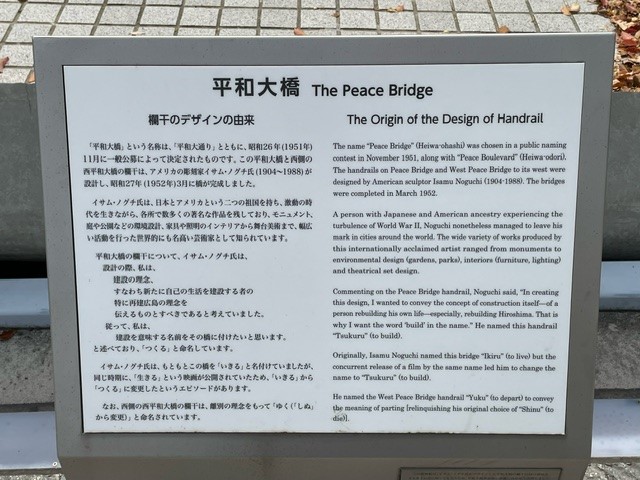 平和大橋 The Peace Bridge
欄干のデザインの由来
「平和大橋」という名称は、「平和大通り」とともに、昭和26年(1951年)
11月に一般公募によって決定されたものです。この平和大橋と西側の
西平和大橋の欄干は、アメリカの彫刻家イサム・ノグチ氏(1904～1988)が
設計し、昭和27年(1952年)3月に橋が完成しました。
イサム・ノグチ氏は、日本とアメリカという二つの祖国を持ち、激動の時
代を生きながら、各所で数多くの著名な作品を残しており、モニュメント、
庭や公園などの環境設計、家具や照明のインテリアから舞台美術まで、幅広
い活動を行った世界的にも名高い芸術家として知られています。
平和大橋の欄干について、イサム・ノグチ氏は、
設計の際、私は、
建設の理念、
すなわち新たに自己の生活を建設する者の
特に再建広島の理念を
伝えるものとすべきであると考えていました。
従って、私は、
建設を意味する名前をその橋に付けたいと思います。
と述べており、「つくる」と命名しています。
イサム・ノグチ氏は、もともとこの橋を「いきる」と名付けていましたが、
同じ時期に、「生きる」という映画が公開されていたため、「いきる」から
「つくる」に変更したというエピソードがあります。
なお、西側の西平和大橋の欄干は、離別の理念をもって「ゆく(「しぬ」
から変更)」と命名されています。
The Origin of the Design of Handrail
The name “Peace Bridge” (Heiwa-ohashi) was chosen in a public naming
contest in November 1951, along with “Peace Boulevard” (Heiwa-odori).
The handrails on Peace Bridge and West Peace Bridge to its west were
designed by American sculptor Isamu Noguchi (1904-1988). The bridges
were completed in March 1952.
A person with Japanese and American ancestry experiencing the
turbulence of World War II, Noguchi nonetheless managed to leave his
mark in cities around the world. The wide variety of works produced by
this internationally acclaimed artist ranged from monuments to
environmental design (gardens, parks), interiors (furniture, lighting)
and theatrical set design.
Commenting on the Peace Bridge handrail, Noguchi said, “In creating
this design, I wanted to convey the concept of construction itself—of a
person rebuilding his own life—especially, rebuilding Hiroshima. That is
why I want the word ‘build’ in the name.” He named this handrail
“Tsukuru” (to build).
Originally, Isamu Noguchi named this bridge “Ikiru” (to live) but the
concurrent release of a film by the same name led him to change the
name to “Tsukuru” (to build).
He named the West Peace Bridge handrail “Yuku” (to depart) to convey
the meaning of parting [relinquishing his original choice of “Shinu” (to
die)].